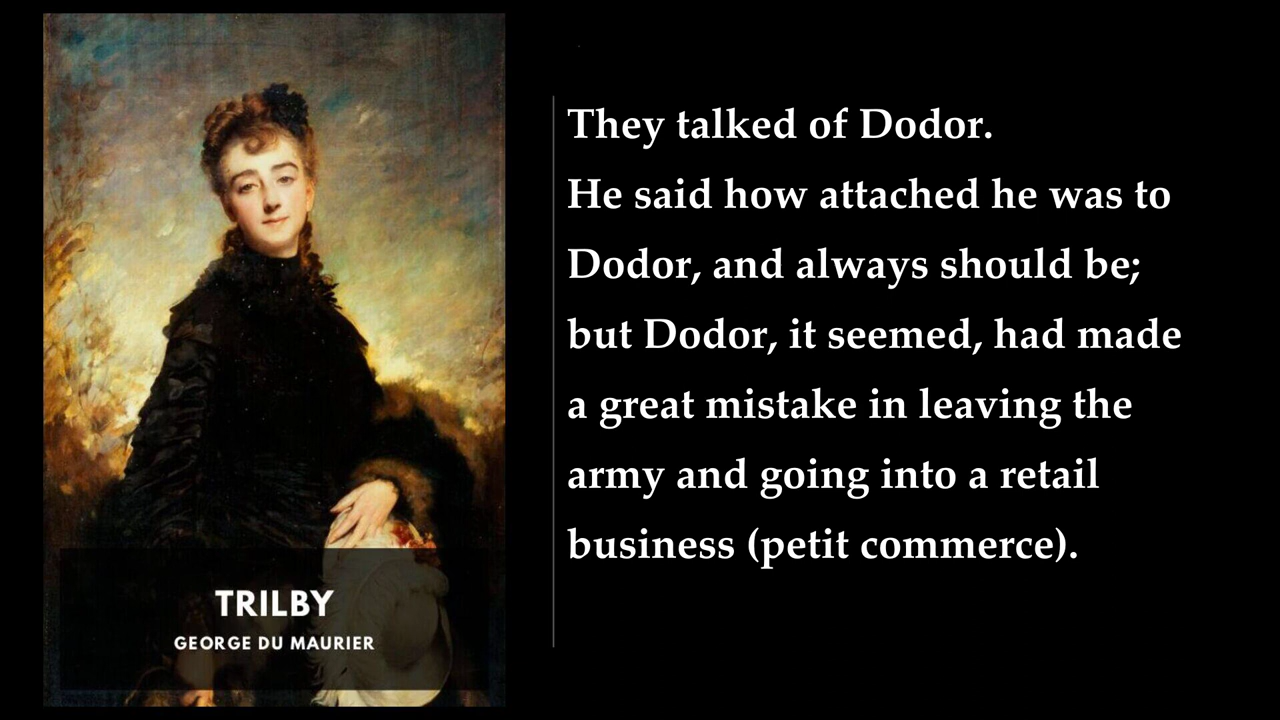 TRILBY
GEORGE DU MAURIER
They talked of Dodor.
He said how attached he was to
Dodor, and always should be;
but Dodor, it seemed, had made
a great mistake in leaving the
army and going into a retail
business (petit commerce).